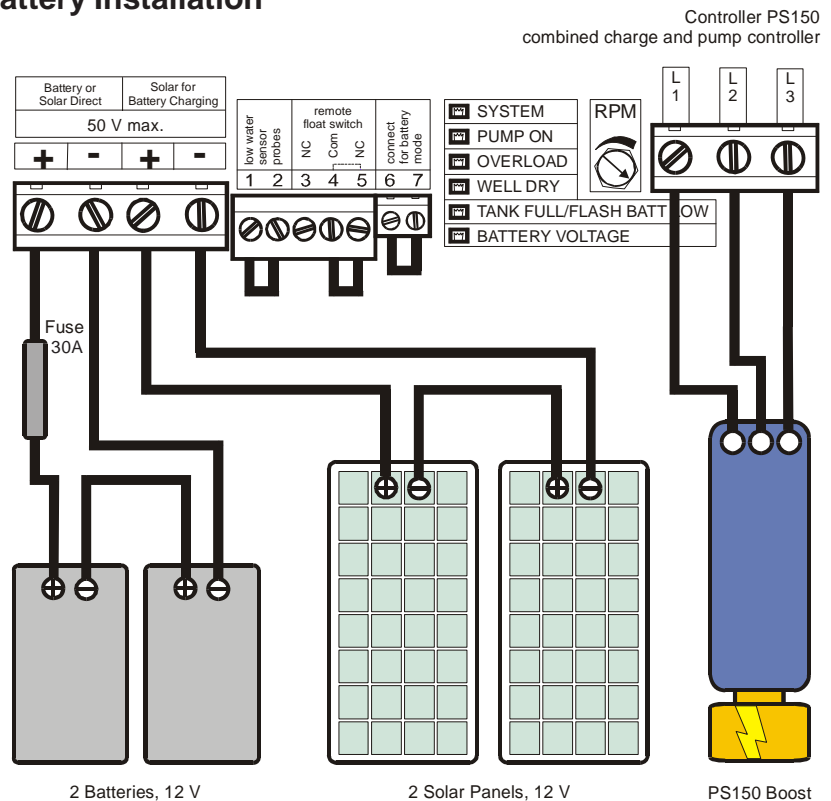 attery Installation
Controller PS150
combined charge and pump controller
Battery or
Solar Direct
Solar for
Battery Charging
50 V max.
+ - + -
low water
sensor
probes
remote
float switch
NC
Com
NC
connect
for battery
mode
1 2 3 4 5 6 7
SYSTEM
PUMP ON
OVERLOAD
WELL DRY
TANK FULL/FLASH BATT LOW
BATTERY VOLTAGE
RPM
L
1
L
2
L
3
Fuse
30A
2 Batteries, 12 V
2 Solar Panels, 12 V
PS150 Boost